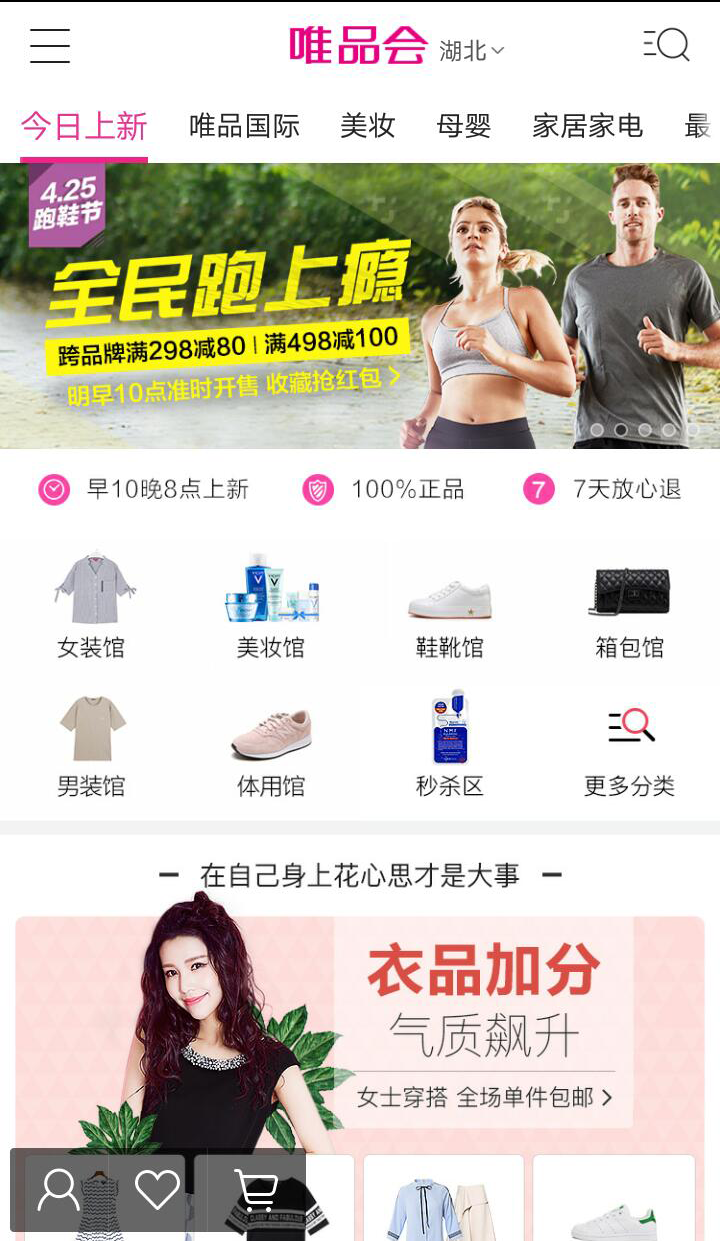 唯品会 湖北
今日上新 唯品国际 美妆 母婴 家居家电 最
4.25
跑鞋节
全民跑上瘾
跨品牌满298减80 | 满498减100
明早10点准时开售 收藏抢红包 >
早10晚8点上新 100%正品 7 7天放心退
女装馆 美妆馆 鞋靴馆 箱包馆
男装馆 体用馆 秒杀区 更多分类
在自己身上花心思才是大事
衣品加分
气质飙升
女士穿搭 全场单件包邮 >